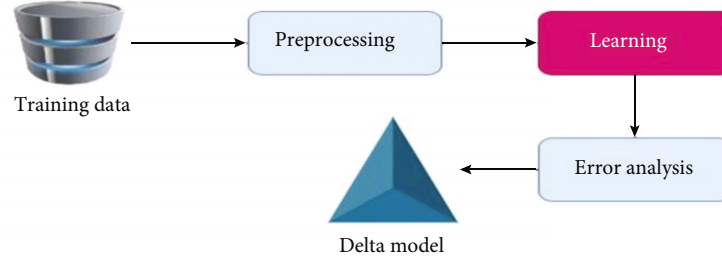 Preprocessing
Learning
Training data
Error analysis
Delta model